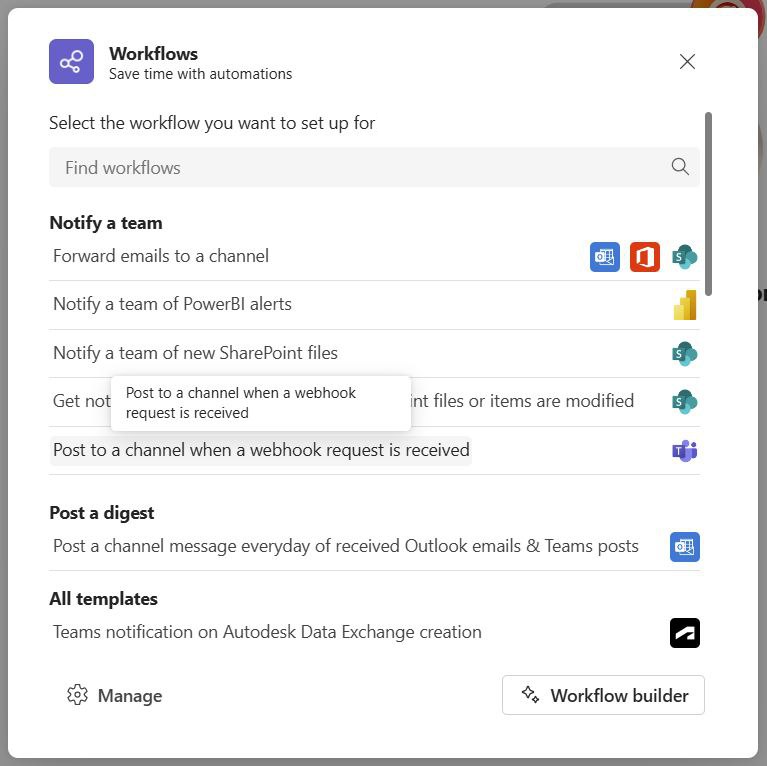 Workflows
Save time with automations
Select the workflow you want to set up for
Find workflows
Notify a team
Forward emails to a channel
Notify a team of PowerBI alerts
Notify a team of new SharePoint files
Post to a channel when a webhook
request is received
Get not
int files or items are modified
Post to a channel when a webhook request is received
Post a digest
Post a channel message everyday of received Outlook emails & Teams posts
All templates
Teams notification on Autodesk Data Exchange creation
Manage
Workflow builder